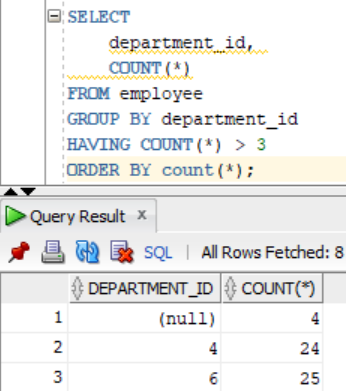 SELECT
department_id,
COUNT(*)
FROM employee
GROUP BY department_id
HAVING COUNT(*) > 3
ORDER BY count(*);
Query Result x
SQL | All Rows Fetched: 8
DEPARTMENT_ID COUNT(*)
1 (null) 4
2 4 24
3 6 25